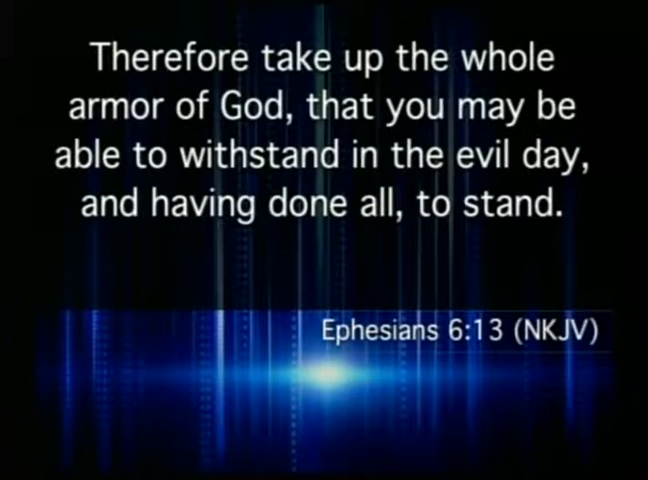 Therefore take up the whole
armor of God, that you may be
able to withstand in the evil day,
and having done all, to stand.
Ephesians 6:13 (NKJV)